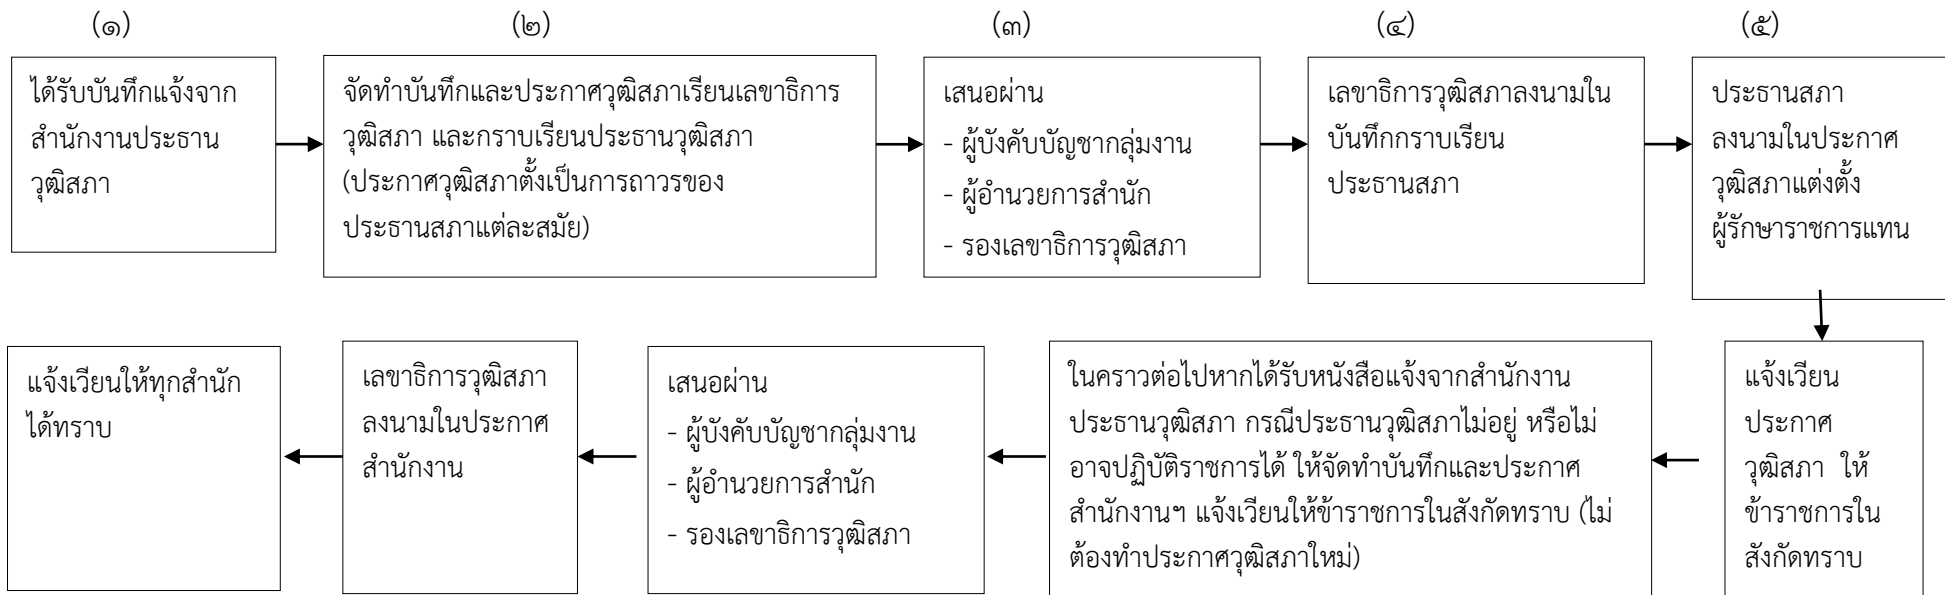 (๑)
(๒)
(๓)
(๔)
(๕)
ได้รับบันทึกแจ้งจาก
สำนักงานประธาน
วุฒิสภา
จัดทำบันทึกและประกาศวุฒิสภาเรียนเลขาธิการ
วุฒิสภา และกราบเรียนประธานวุฒิสภา
(ประกาศวุฒิสภาตั้งเป็นการถาวรของ
ประธานสภาแต่ละสมัย)
เสนอผ่าน
- ผู้บังคับบัญชากลุ่มงาน
- ผู้อำนวยการสำนัก
- รองเลขาธิการวุฒิสภา
เลขาธิการวุฒิสภาลงนามใน
บันทึกกราบเรียน
ประธานสภา
ประธานสภา
ลงนามในประกาศ
วุฒิสภาแต่งตั้ง
ผู้รักษาราชการแทน
แจ้งเวียน
ประกาศ
วุฒิสภา ให้
ข้าราชการใน
สังกัดทราบ
ในคราวต่อไปหากได้รับหนังสือแจ้งจากสำนักงาน
ประธานวุฒิสภา กรณีประธานวุฒิสภาไม่อยู่ หรือไม่
อาจปฏิบัติราชการได้ ให้จัดทำบันทึกและประกาศ
สำนักงานฯ แจ้งเวียนให้ข้าราชการในสังกัดทราบ (ไม่
ต้องทำประกาศวุฒิสภาใหม่)
เสนอผ่าน
- ผู้บังคับบัญชากลุ่มงาน
- ผู้อำนวยการสำนัก
- รองเลขาธิการวุฒิสภา
เลขาธิการวุฒิสภา
ลงนามในประกาศ
สำนักงาน
แจ้งเวียนให้ทุกสำนัก
ได้ทราบ